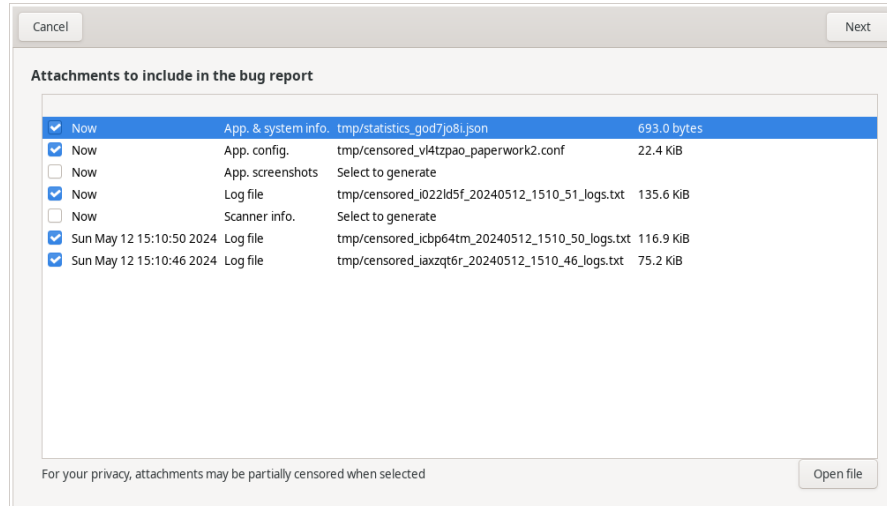 Cancel Next
Attachments to include in the bug report
Now App. & system info. tmp/statistics_god7jo8i.json 693.0 bytes
Now App. config. tmp/censored_vl4tzpao_paperwork2.conf 22.4 KiB
Now App. screenshots Select to generate
Now Log file tmp/censored_i022ld5f_20240512_1510_51_logs.txt 135.6 KiB
Now Scanner info. Select to generate
Sun May 12 15:10:50 2024 Log file tmp/censored_icbp64tm_20240512_1510_50_logs.txt 116.9 KiB
Sun May 12 15:10:46 2024 Log file tmp/censored_iaxzqt6r_20240512_1510_46_logs.txt 75.2 KiB
For your privacy, attachments may be partially censored when selected Open file